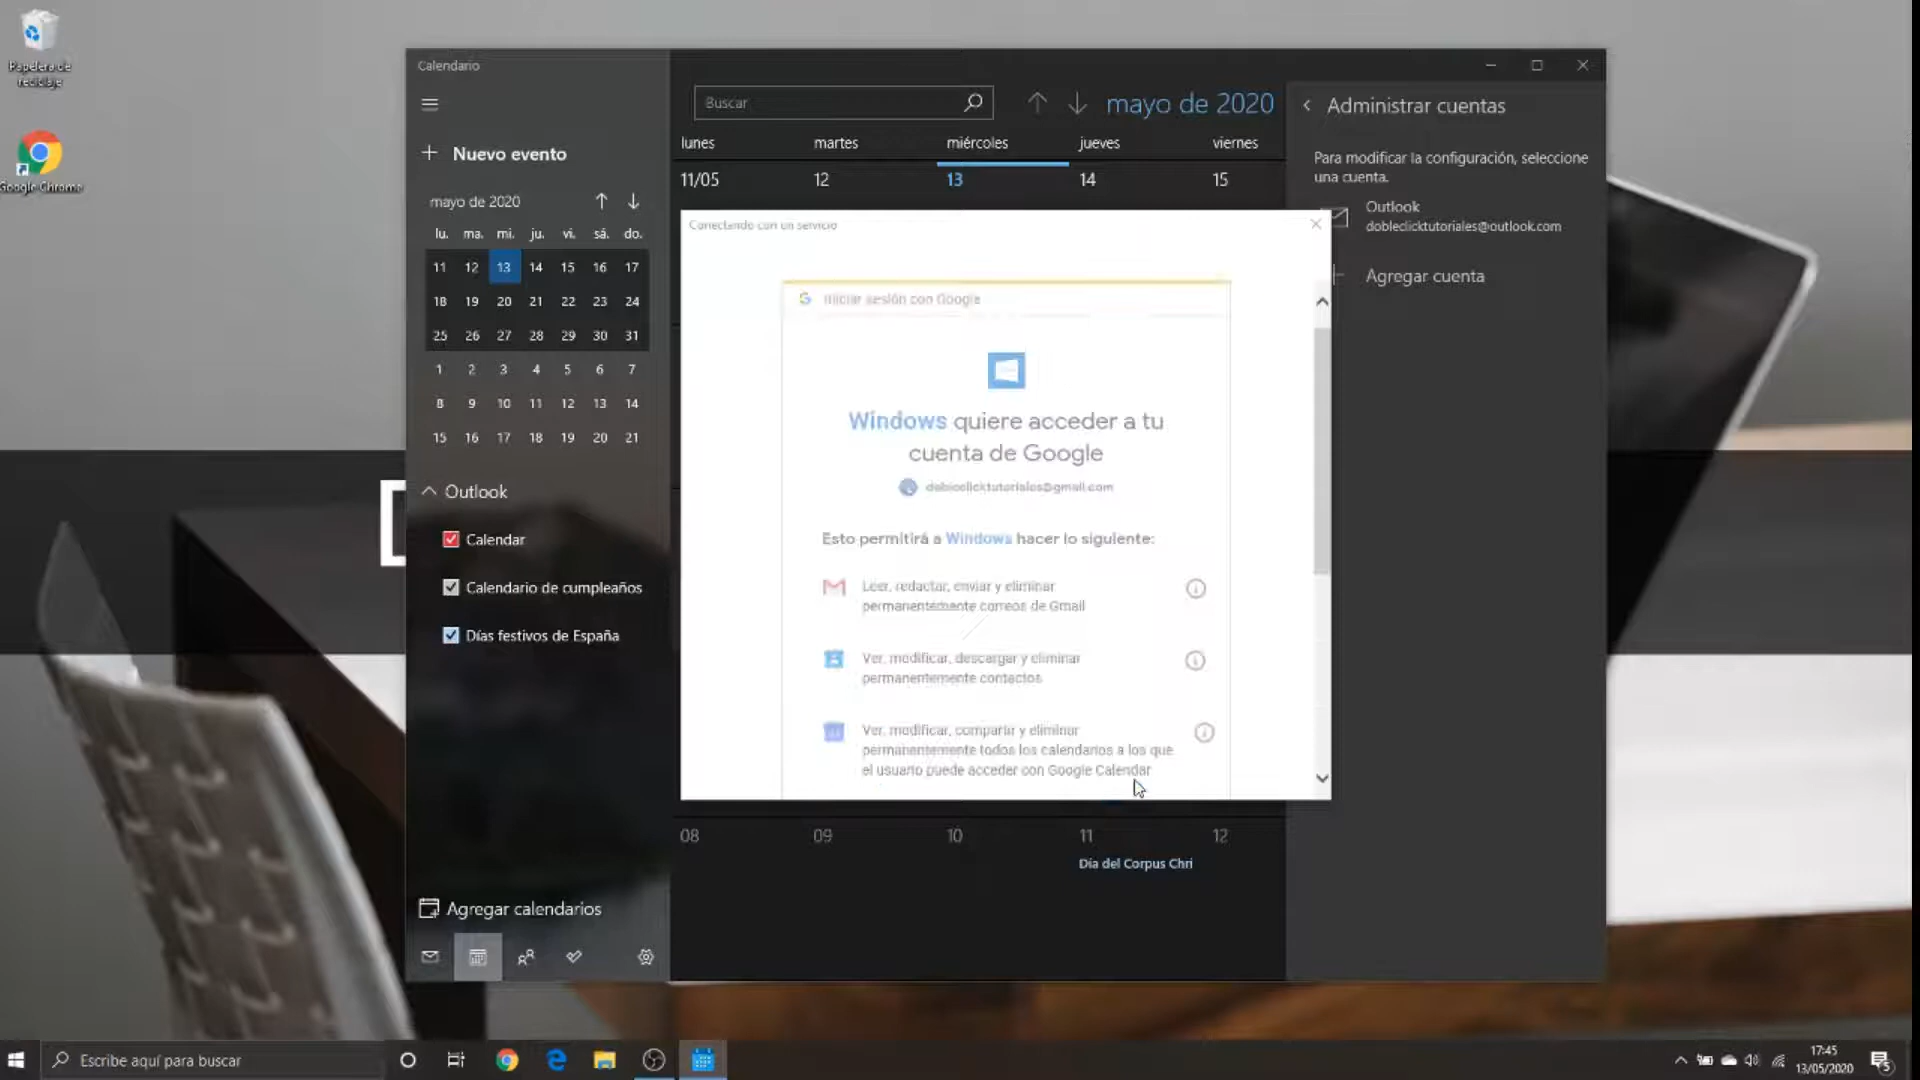 Papelera de
reciclaje
Google Chrome
Calendario
Nuevo evento
mayo de 2020
lu. ma. mi. ju. vi. sá. do.
11 12 13 14 15 16 17
18 19 20 21 22 23 24
25 26 27 28 29 30 31
1 2 3 4 5 6 7
8 9 10 11 12 13 14
15 16 17 18 19 20 21
Outlook
Calendar
Calendario de cumpleaños
Días festivos de España
Agregar calendarios
Buscar
mayo de 2020
lunes martes miércoles jueves viernes
11/05 12 13 14 15
Conectando con un servicio
Iniciar sesión con Google
Windows quiere acceder a tu
cuenta de Google
dobleclicktutoriales@gmail.com
Esto permitirá a Windows hacer lo siguiente:
Leer, redactar, enviar y eliminar
permanentemente correos de Gmail
Ver, modificar, descargar y eliminar
permanentemente contactos
Ver, modificar, compartir y eliminar
permanentemente todos los calendarios a los que
el usuario puede acceder con Google Calendar
08 09 10 11 12
Día del Corpus Chri
Administrar cuentas
Para modificar la configuración, seleccione
una cuenta.
Outlook
dobleclicktutoriales@outlook.com
Agregar cuenta
Escribe aquí para buscar
17:45
13/05/2020
5